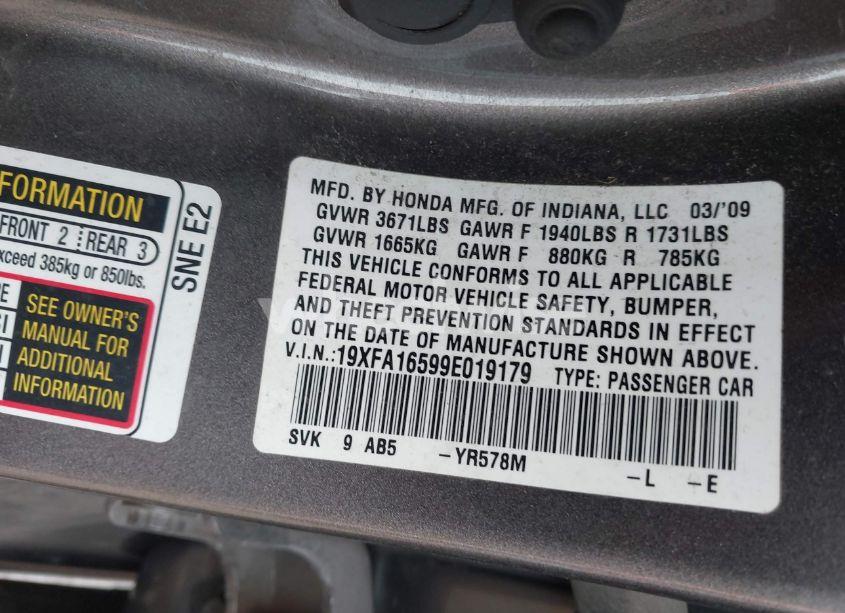 FORMATION
FRONT 2 REAR 3
exceed 385kg or 850lbs.
SEE OWNER'S
MANUAL FOR
ADDITIONAL
INFORMATION
SNE E2
MFD. BY HONDA MFG. OF INDIANA, LLC 03/'09
GVWR 3671LBS GAWR F 1940LBS R 1731LBS
GVWR 1665KG GAWR F 880KG R 785KG
THIS VEHICLE CONFORMS TO ALL APPLICABLE
FEDERAL MOTOR VEHICLE SAFETY, BUMPER,
AND THEFT PREVENTION STANDARDS IN EFFECT
ON THE DATE OF MANUFACTURE SHOWN ABOVE.
V.I.N.:19XFA16599E019179 TYPE: PASSENGER CAR
SVK 9 AB5 -YR578M -L -E